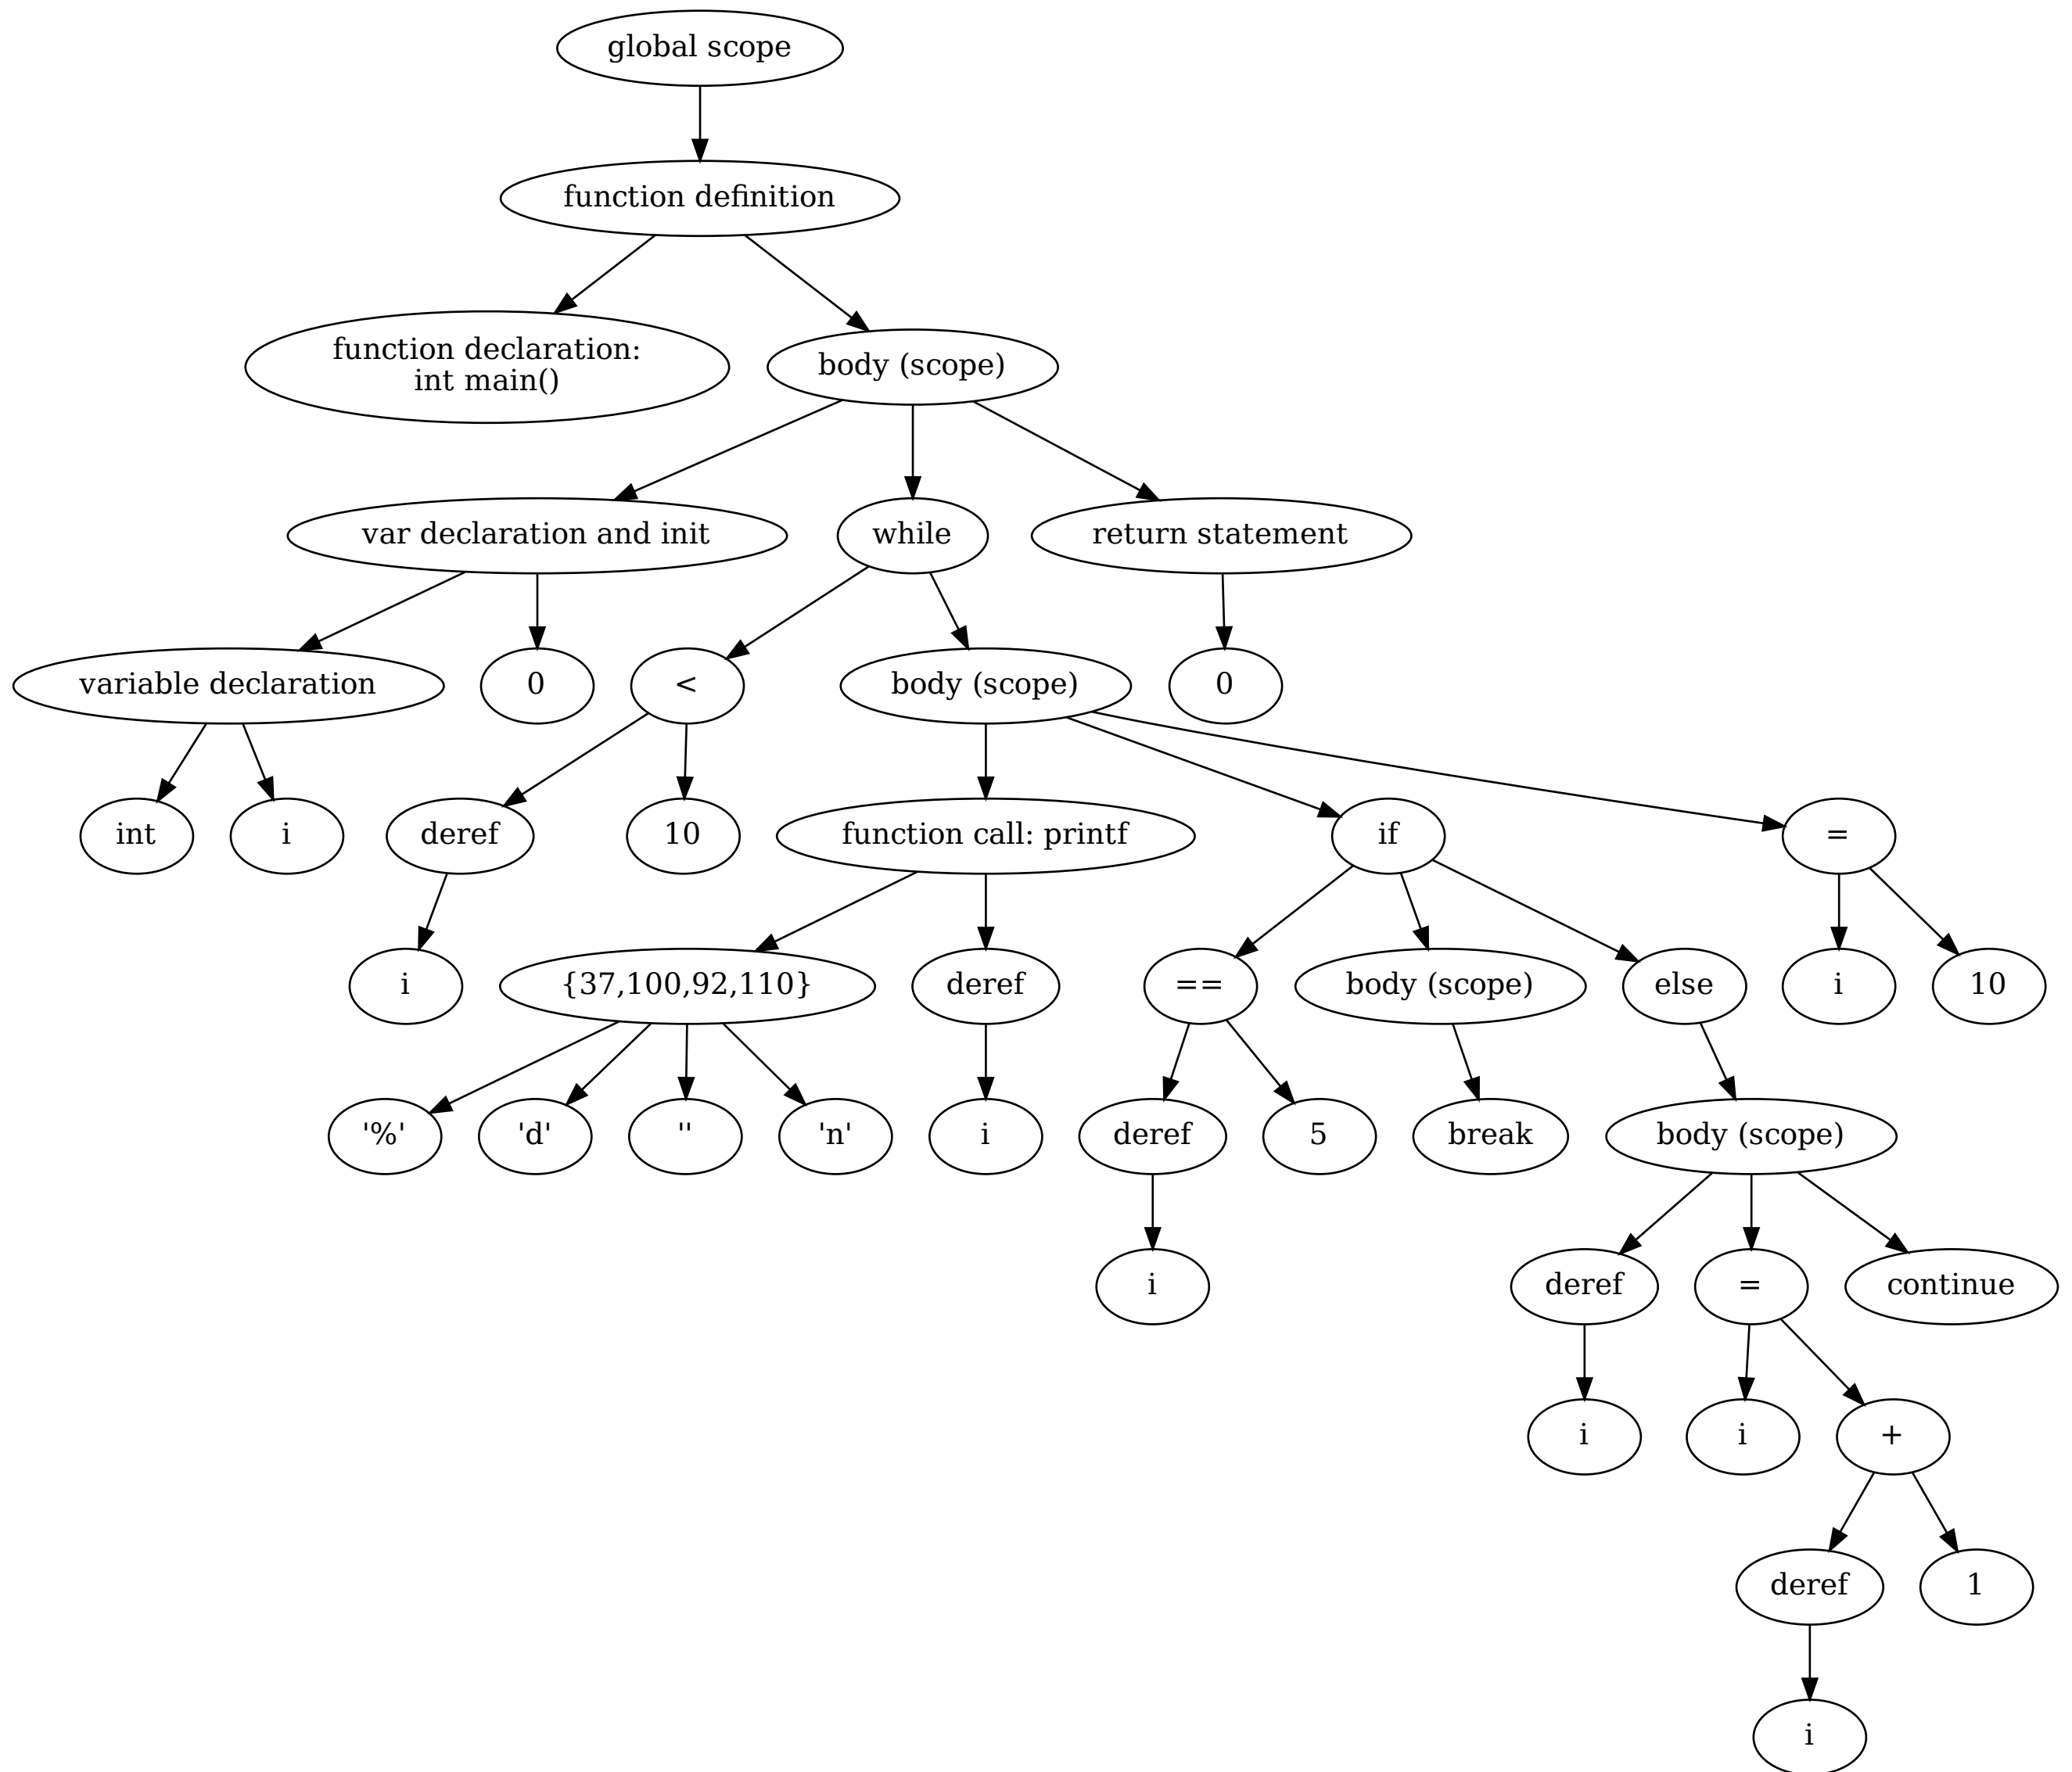 global scope
function definition
function declaration:
int main()
body (scope)
var declaration and init
while
return statement
variable declaration
0
<
body (scope)
0
int
i
deref
10
function call: printf
if
=
i
{37,100,92,110}
deref
==
body (scope)
else
i
10
'%'
'd'
''
'n'
i
deref
5
break
body (scope)
i
deref
=
continue
i
i
+
deref
1
i